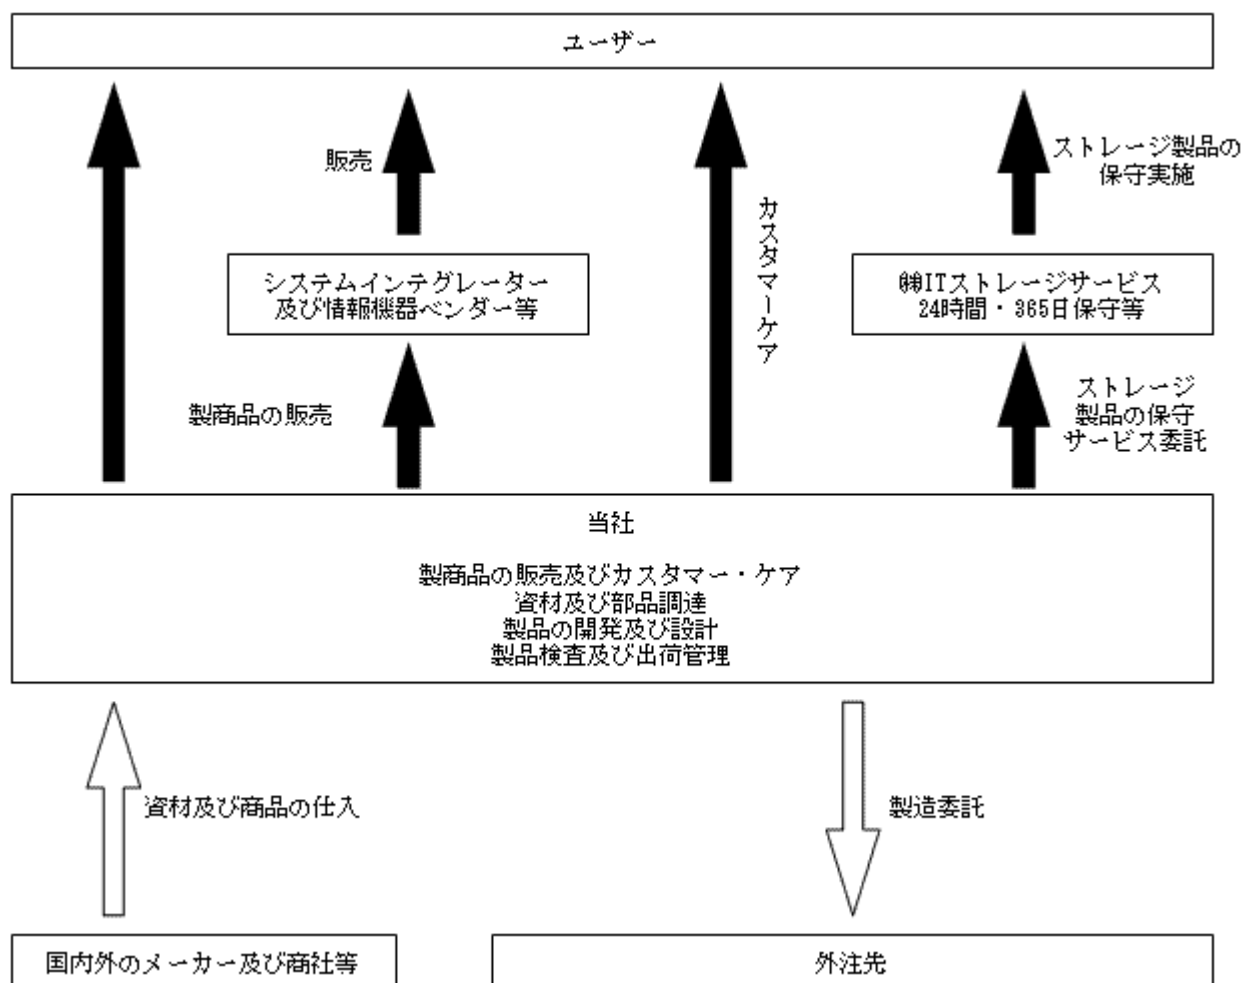 ユーザー
販売
ストレージ製品の
保守実施
カスタマーケア
システムインテグレーター
及び情報機器ベンダー等
㈱ITストレージサービス
24時間・365日保守等
製商品の販売
ストレージ
製品の保守
サービス委託
当社
製商品の販売及びカスタマー・ケア
資材及び部品調達
製品の開発及び設計
製品検査及び出荷管理
資材及び商品の仕入
製造委託
国内外のメーカー及び商社等
外注先